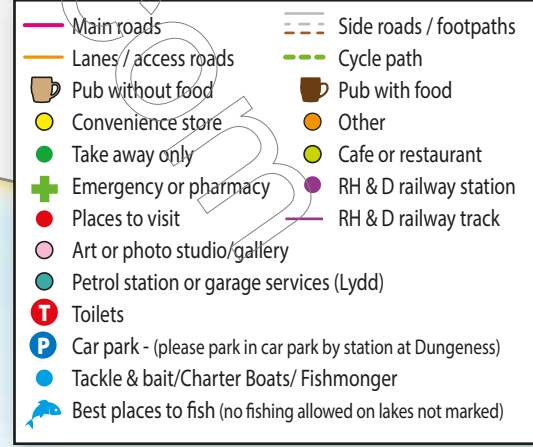 Main roads Side roads / footpaths
Lanes / access roads Cycle path
Pub without food Pub with food
Convenience store Other
Take away only Cafe or restaurant
Emergency or pharmacy RH & D railway station
Places to visit RH & D railway track
Art or photo studio/gallery
Petrol station or garage services (Lydd)
T Toilets
P Car park - (please park in car park by station at Dungeness)
Tackle & bait/Charter Boats/ Fishmonger
Best places to fish (no fishing allowed on lakes not marked)